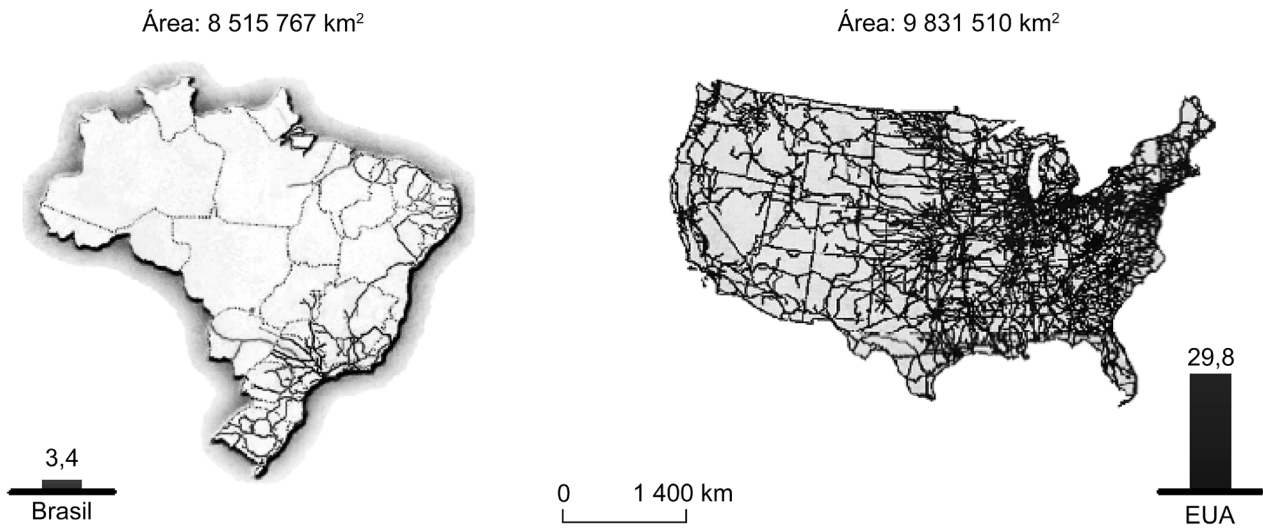 Área: 8 515 767 km²
Área: 9 831 510 km²
3,4
Brasil
0 1 400 km
29,8
EUA